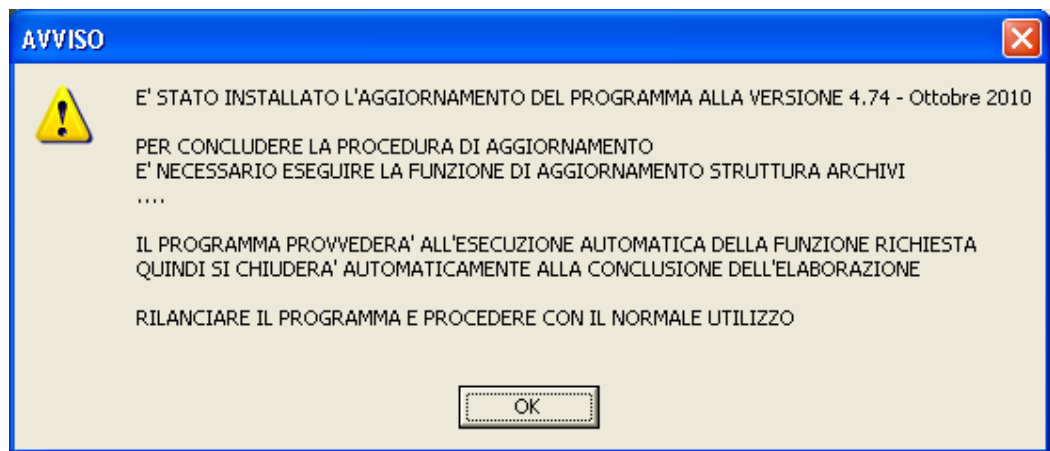 AVVISO
E' STATO INSTALLATO L'AGGIORNAMENTO DEL PROGRAMMA ALLA VERSIONE 4.74 - Ottobre 2010
PER CONCLUDERE LA PROCEDURA DI AGGIORNAMENTO
E' NECESSARIO ESEGUIRE LA FUNZIONE DI AGGIORNAMENTO STRUTTURA ARCHIVI
....
IL PROGRAMMA PROVVEDERA' ALL'ESECUZIONE AUTOMATICA DELLA FUNZIONE RICHIESTA
QUINDI SI CHIUDERA' AUTOMATICAMENTE ALLA CONCLUSIONE DELL'ELABORAZIONE
RILANCIARE IL PROGRAMMA E PROCEDERE CON IL NORMALE UTILIZZO
OK